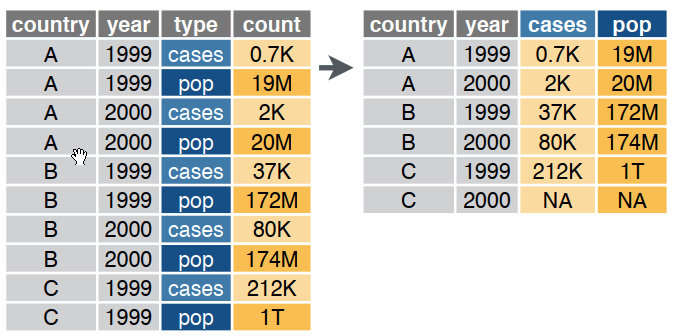 country year type count
A 1999 cases 0.7K
A 1999 pop 19M
A 2000 cases 2K
A 2000 pop 20M
B 1999 cases 37K
B 1999 pop 172M
B 2000 cases 80K
B 2000 pop 174M
C 1999 cases 212K
C 1999 pop 1T
country year cases pop
A 1999 0.7K 19M
A 2000 2K 20M
B 1999 37K 172M
B 2000 80K 174M
C 1999 212K 1T
C 2000 NA NA